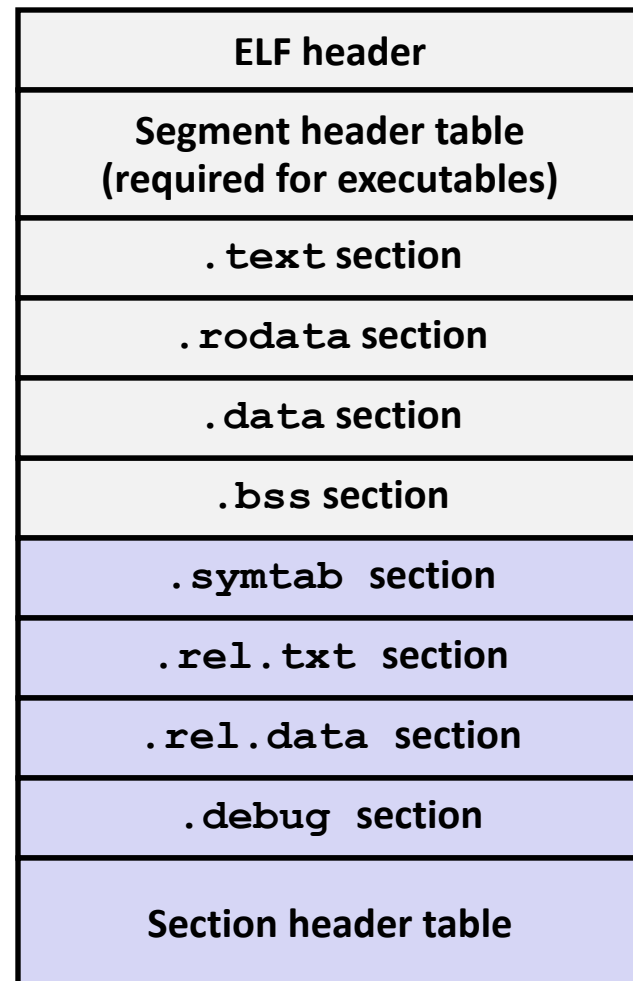 ELF header
Segment header table
(required for executables)
.text section
.rodata section
.data section
.bss section
.symtab section
.rel.txt section
.rel.data section
.debug section
Section header table